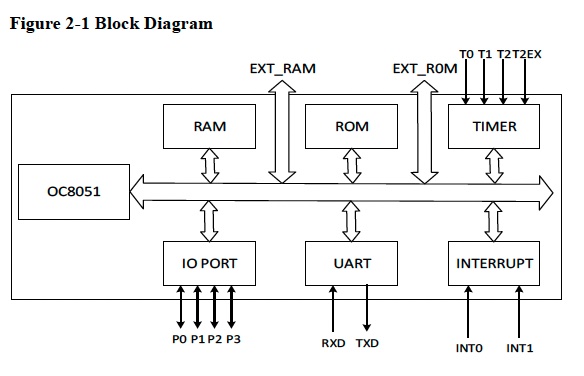 Figure 2-1 Block Diagram
T0 T1 T2 T2EX
EXT_RAM
EXT_ROM
RAM
ROM
TIMER
OC8051
IO PORT
UART
INTERRUPT
P0 P1 P2 P3
RXD
TXD
INT0
INT1